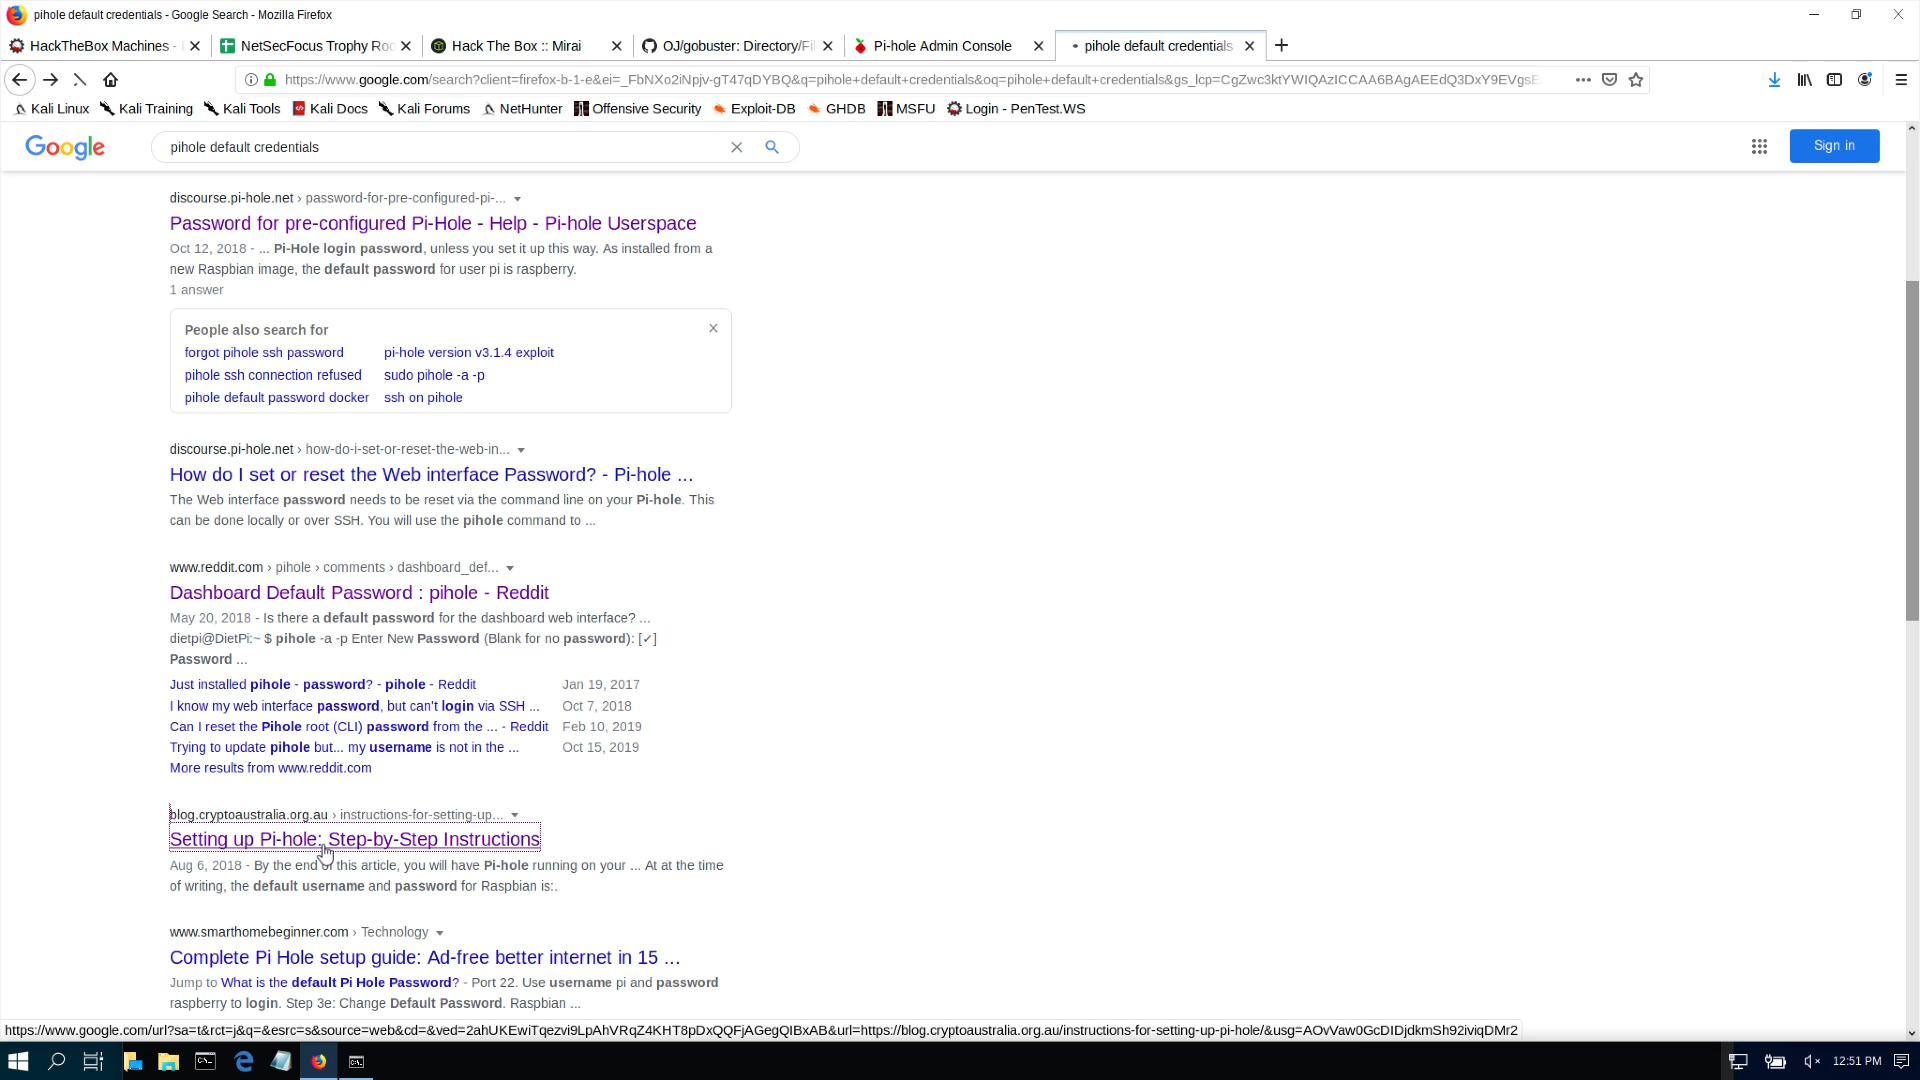 pihole default credentials - Google Search - Mozilla Firefox
HackTheBox Machines -
NetSecFocus Trophy Roo
Hack The Box :: Mirai
OJ/gobuster: Directory/Fil
Pi-hole Admin Console
pihole default credentials
https://www.google.com/search?client=firefox-b-1-e&ei=_FbNXo2iNpjv-gT47qDYBQ&q=pihole+default+credentials&oq=pihole+default+credentials&gs_lcp=CgZwc3ktYWIQAzICCAA6BAgAEEdQ3DxY9EVgsE
Kali Linux
Kali Training
Kali Tools
Kali Docs
Kali Forums
NetHunter
Offensive Security
Exploit-DB
GHDB
MSFU
Login - PenTest.WS
Google
pihole default credentials
Sign in
discourse.pi-hole.net › password-for-pre-configured-pi-...
Password for pre-configured Pi-Hole - Help - Pi-hole Userspace
Oct 12, 2018 - ... Pi-Hole login password, unless you set it up this way. As installed from a
new Raspbian image, the default password for user pi is raspberry.
1 answer
People also search for
forgot pihole ssh password
pi-hole version v3.1.4 exploit
pihole ssh connection refused
sudo pihole -a -p
pihole default password docker
ssh on pihole
discourse.pi-hole.net › how-do-i-set-or-reset-the-web-in...
How do I set or reset the Web interface Password? - Pi-hole ...
The Web interface password needs to be reset via the command line on your Pi-hole. This
can be done locally or over SSH. You will use the pihole command to ...
www.reddit.com › pihole › comments › dashboard_def...
Dashboard Default Password : pihole - Reddit
May 20, 2018 - Is there a default password for the dashboard web interface? ...
dietpi@DietPi:~ $ pihole -a -p Enter New Password (Blank for no password): [✓]
Password ...
Just installed pihole - password? - pihole - Reddit Jan 19, 2017
I know my web interface password, but can't login via SSH ... Oct 7, 2018
Can I reset the Pihole root (CLI) password from the ... - Reddit Feb 10, 2019
Trying to update pihole but... my username is not in the ... Oct 15, 2019
More results from www.reddit.com
blog.cryptoaustralia.org.au › instructions-for-setting-up...
Setting up Pi-hole: Step-by-Step Instructions
Aug 6, 2018 - By the end of this article, you will have Pi-hole running on your ... At at the time
of writing, the default username and password for Raspbian is:.
www.smarthomebeginner.com › Technology
Complete Pi Hole setup guide: Ad-free better internet in 15 ...
Jump to What is the default Pi Hole Password? - Port 22. Use username pi and password
raspberry to login. Step 3e: Change Default Password. Raspbian ...
https://www.google.com/url?sa=t&rct=j&q=&esrc=s&source=web&cd=&ved=2ahUKEwiTqezvi9LpAhVRqZ4KHT8pDxQQFjAGegQIBxAB&url=https://blog.cryptoaustralia.org.au/instructions-for-setting-up-pi-hole/&usg=AOvVaw0GcDIDjdkmSh92iviqDMr2
12:51 PM